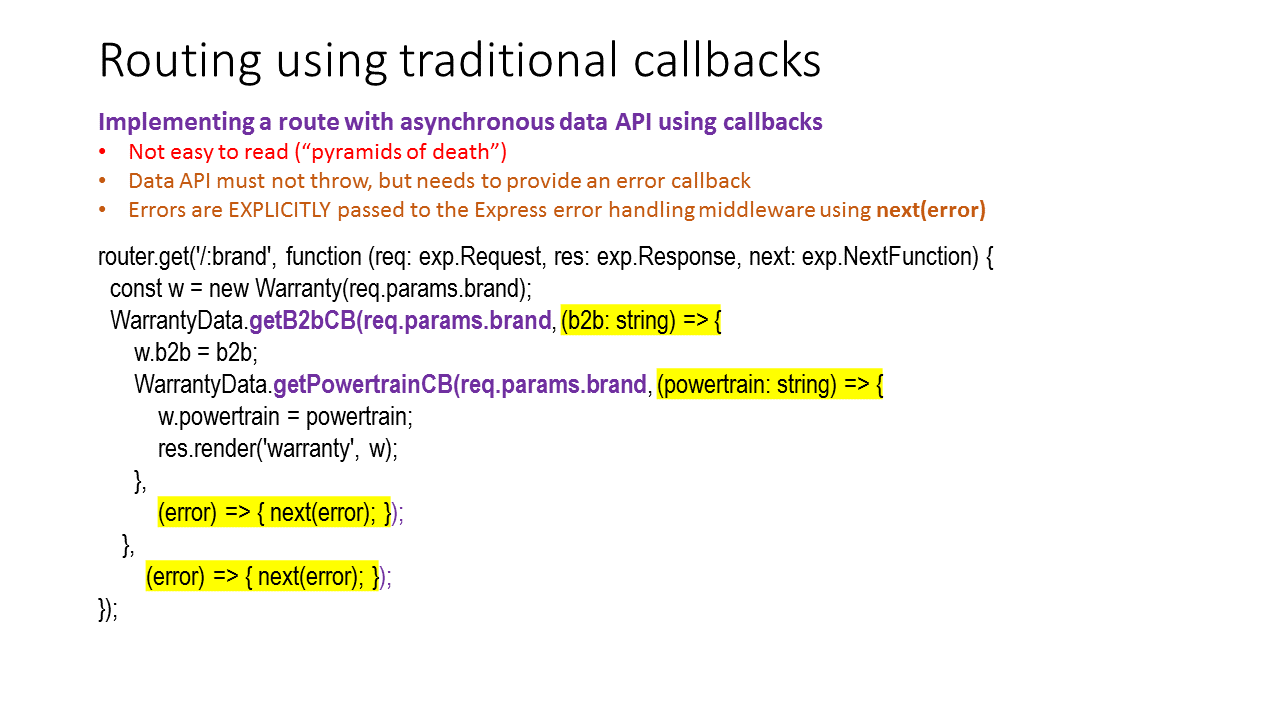 Routing using traditional callbacks
Implementing a route with asynchronous data API using callbacks
• Not easy to read (“pyramids of death”)
• Data API must not throw, but needs to provide an error callback
• Errors are EXPLICITLY passed to the Express error handling middleware using next(error)
router.get('/:brand', function (req: exp.Request, res: exp.Response, next: exp.NextFunction) {
const w = new Warranty(req.params.brand);
WarrantyData.getB2bCB(req.params.brand, (b2b: string) => {
w.b2b = b2b;
WarrantyData.getPowertrainCB(req.params.brand, (powertrain: string) => {
w.powertrain = powertrain;
res.render('warranty', w);
},
(error) => { next(error); });
},
(error) => { next(error); });
});